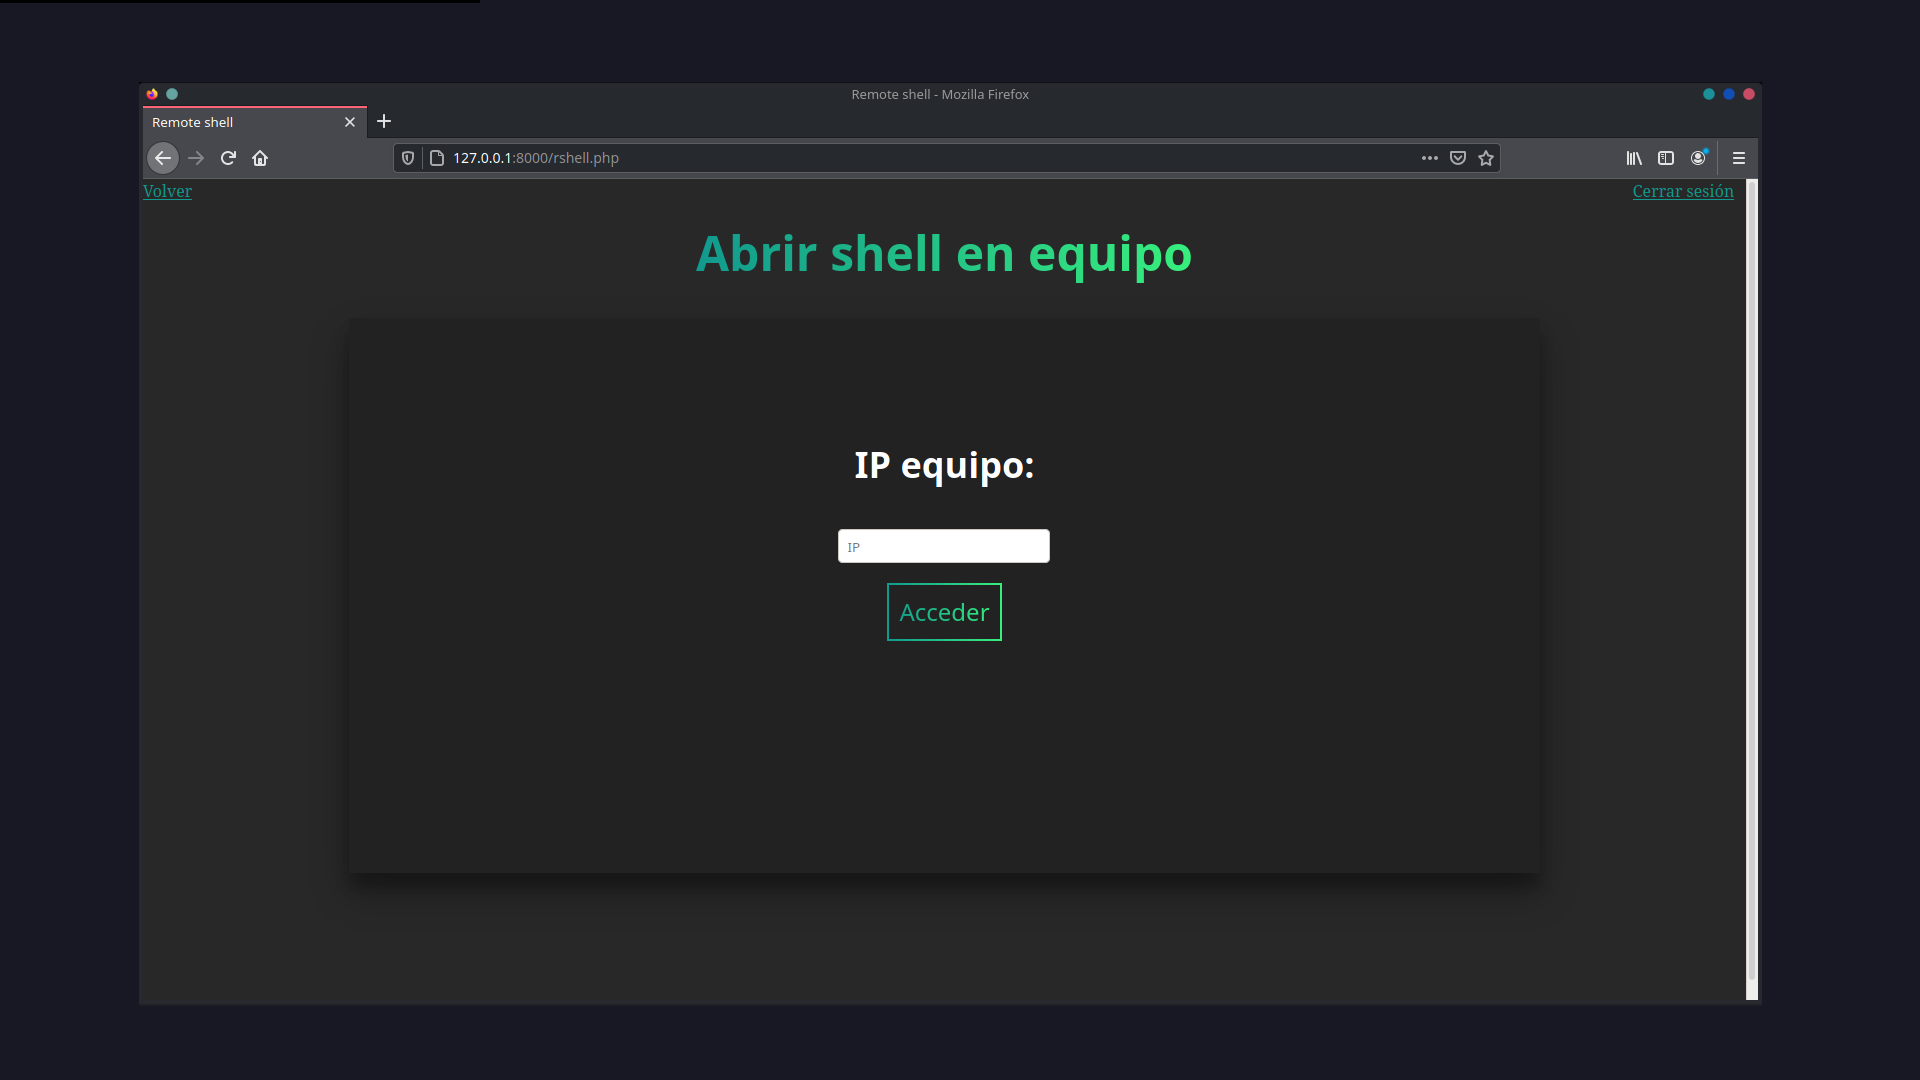 Remote shell - Mozilla Firefox
Remote shell
127.0.0.1:8000/rshell.php
Volver
Cerrar sesión
Abrir shell en equipo
IP equipo:
IP
Acceder